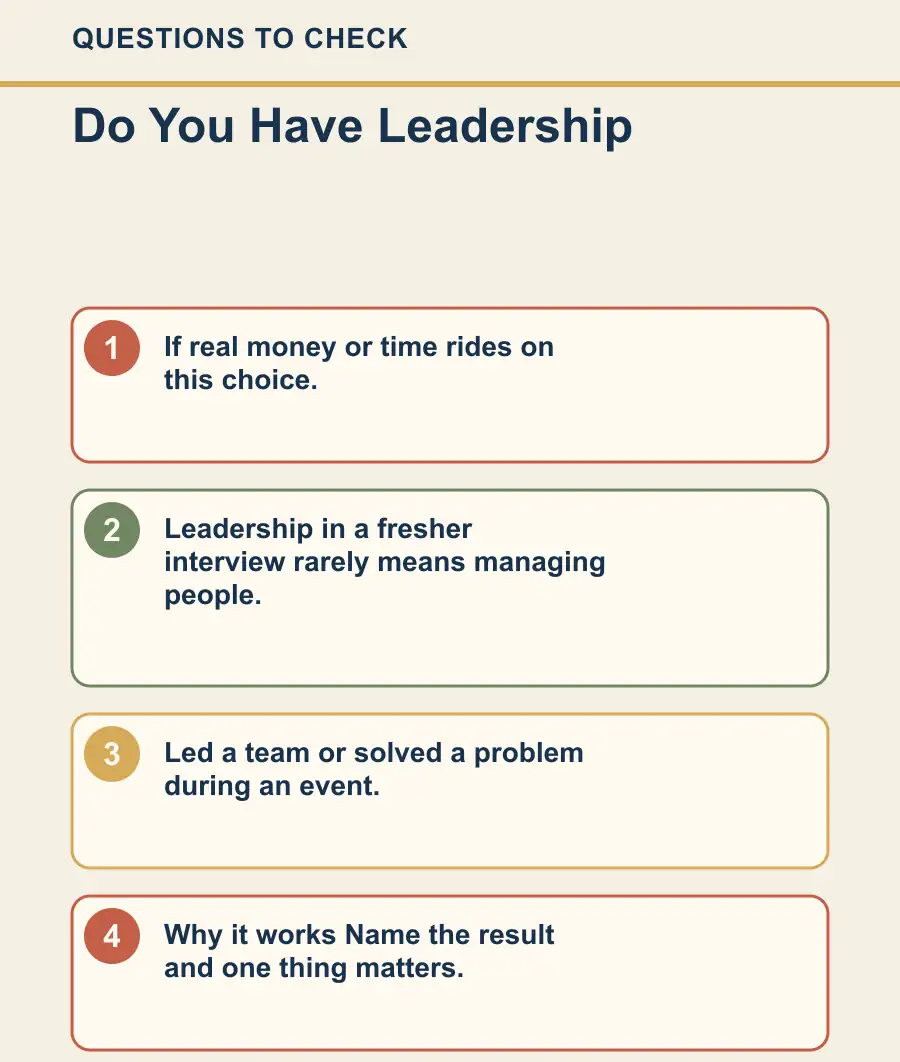 QUESTIONS TO CHECK
Do You Have Leadership
1
If real money or time rides on
this choice.
2
Leadership in a fresher
interview rarely means managing
people.
3
Led a team or solved a problem
during an event.
4
Why it works Name the result
and one thing matters.